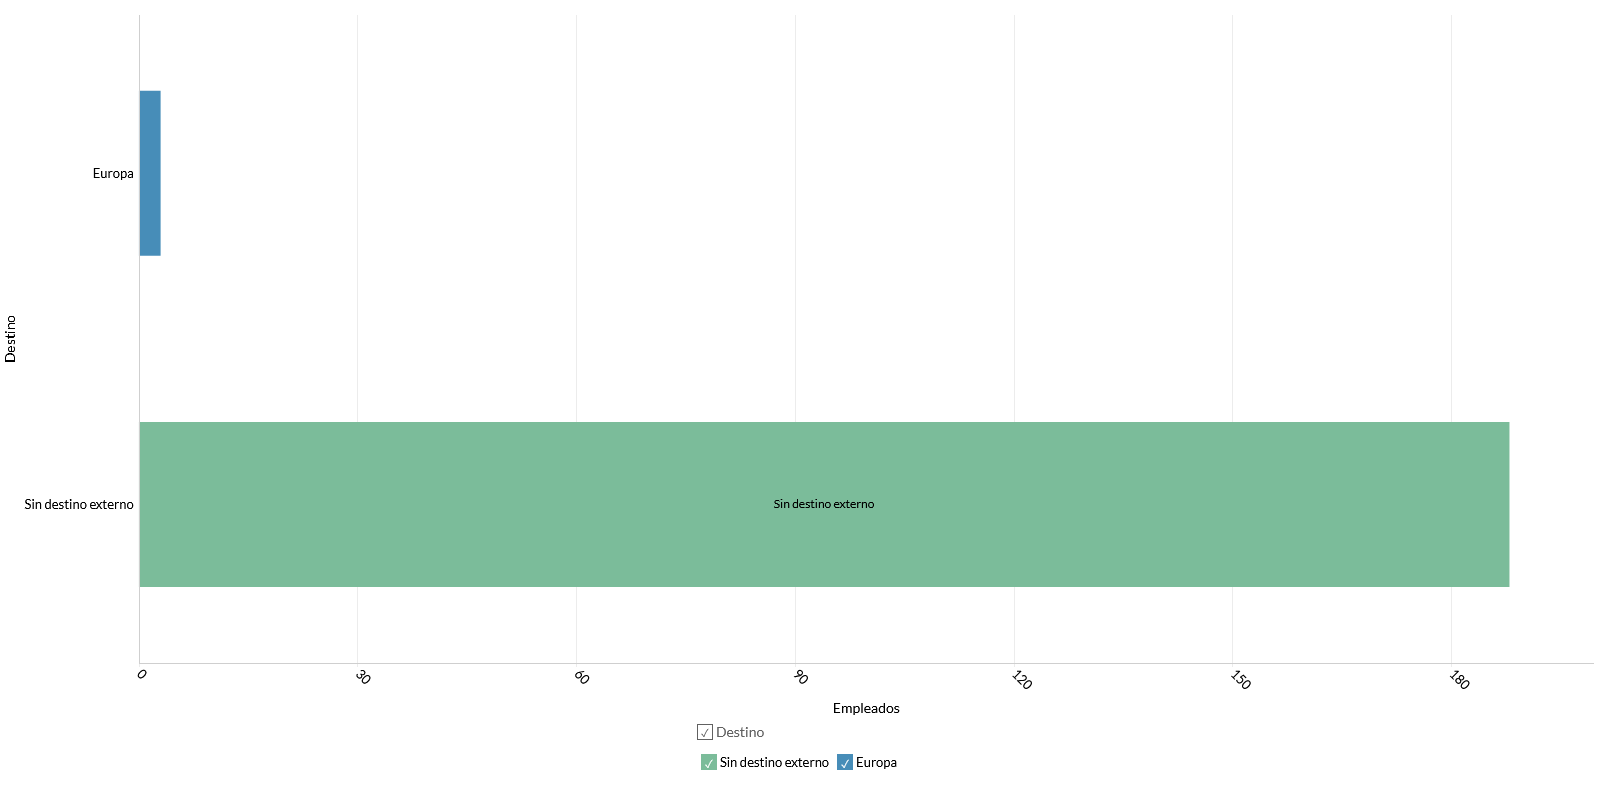 Europa
Destino
Sin destino externo
Sin destino externo
0
30
60
90
120
150
180
Empleados
Destino
Sin destino externo
Europa